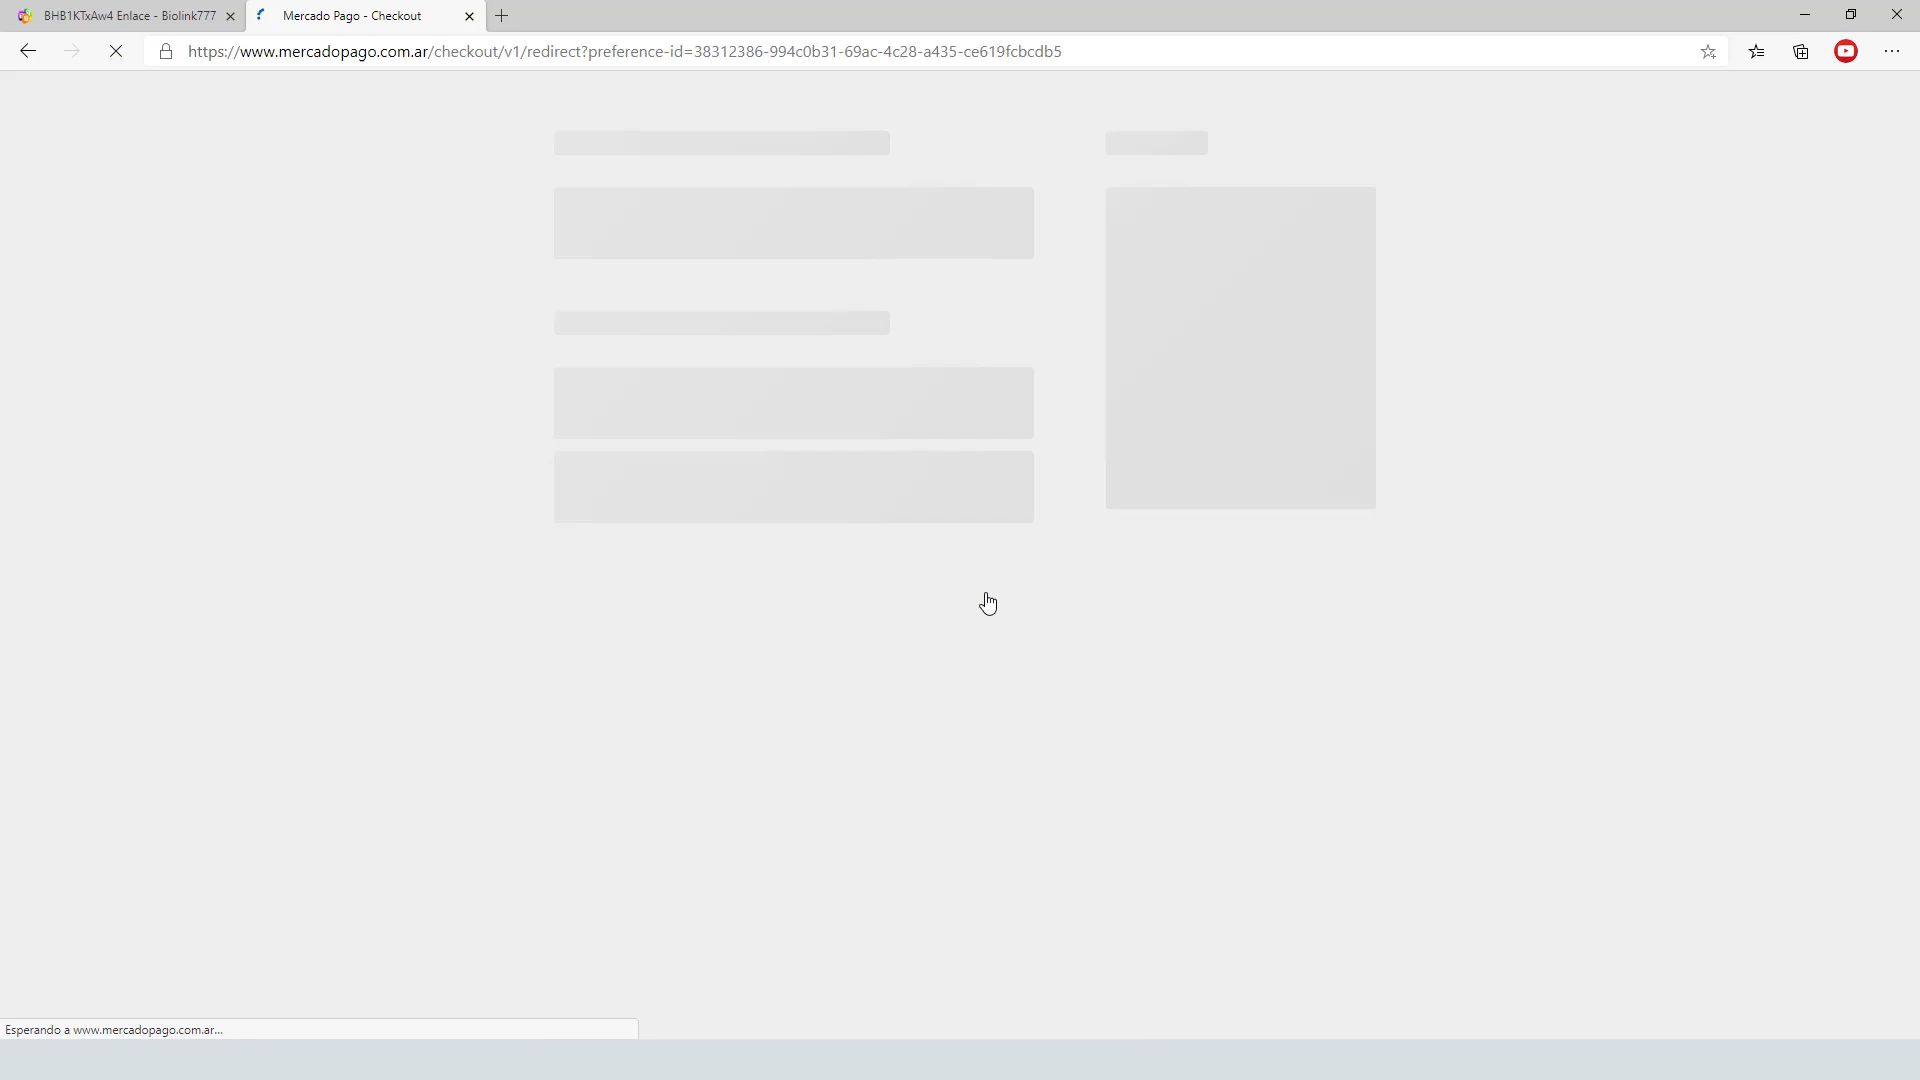 BHB1KTxAw4 Enlace - Biolink777
Mercado Pago - Checkout
https://www.mercadopago.com.ar/checkout/v1/redirect?preference-id=38312386-994c0b31-69ac-4c28-a435-ce619fcbcdb5
Esperando a www.mercadopago.com.ar...